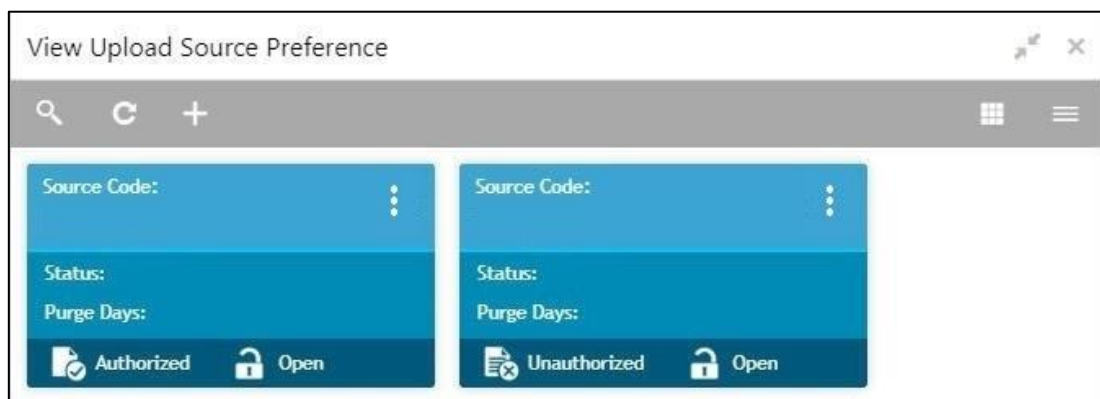 View Upload Source Preference
Source Code:
Status:
Purge Days:
Authorized Open
Source Code:
Status:
Purge Days:
Unauthorized Open